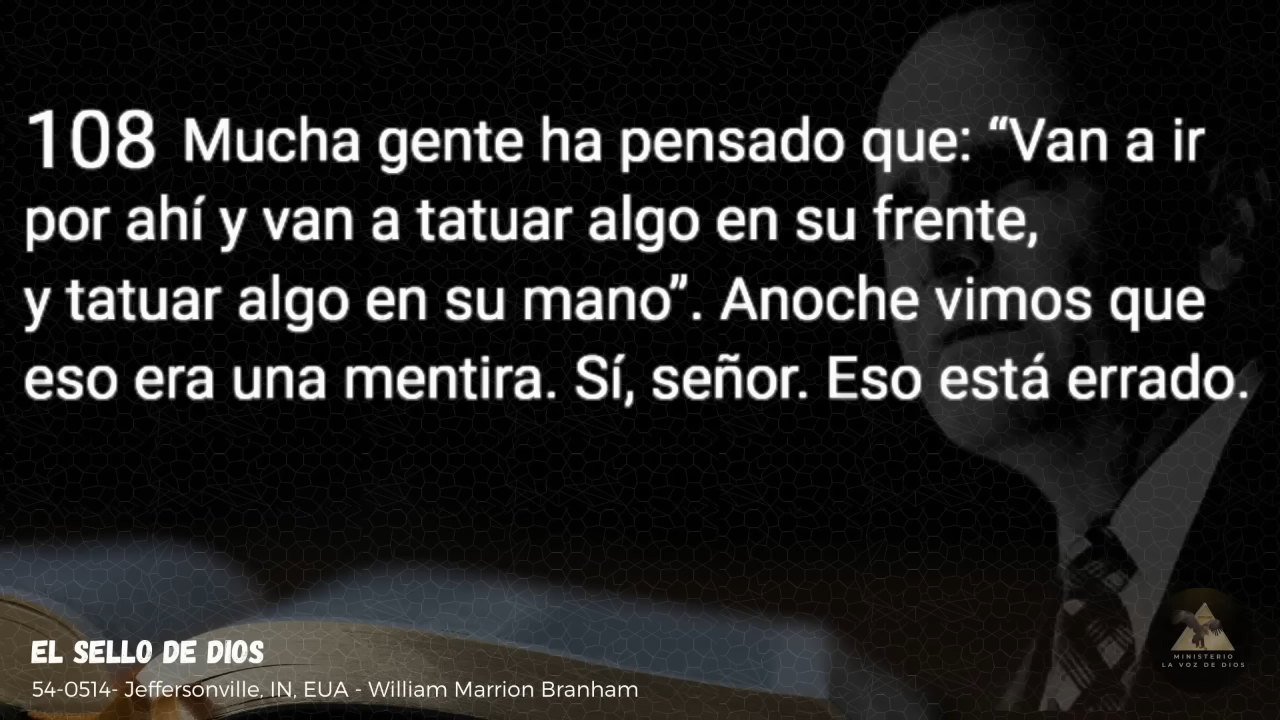 108 Mucha gente ha pensado que: “Van a ir
por ahí y van a tatuar algo en su frente,
y tatuar algo en su mano”. Anoche vimos que
eso era una mentira. Sí, señor. Eso está errado.
EL SELLO DE DIOS
54-0514- Jeffersonville, IN, EUA - William Marrion Branham
MINISTERIO
LA VOZ DE DIOS